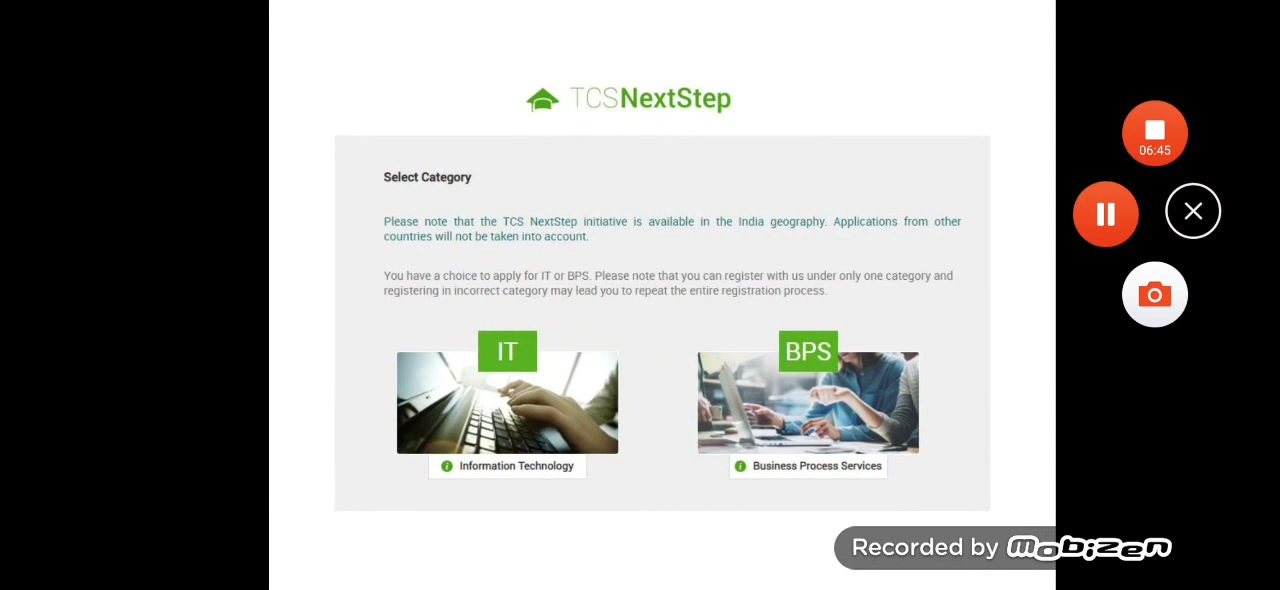 TCSNextStep
Select Category
Please note that the TCS NextStep initiative is available in the India geography. Applications from other
countries will not be taken into account.
You have a choice to apply for IT or BPS. Please note that you can register with us under only one category and
registering in incorrect category may lead you to repeat the entire registration process.
IT
BPS
Information Technology
Business Process Services
06:45
Recorded by mobizen